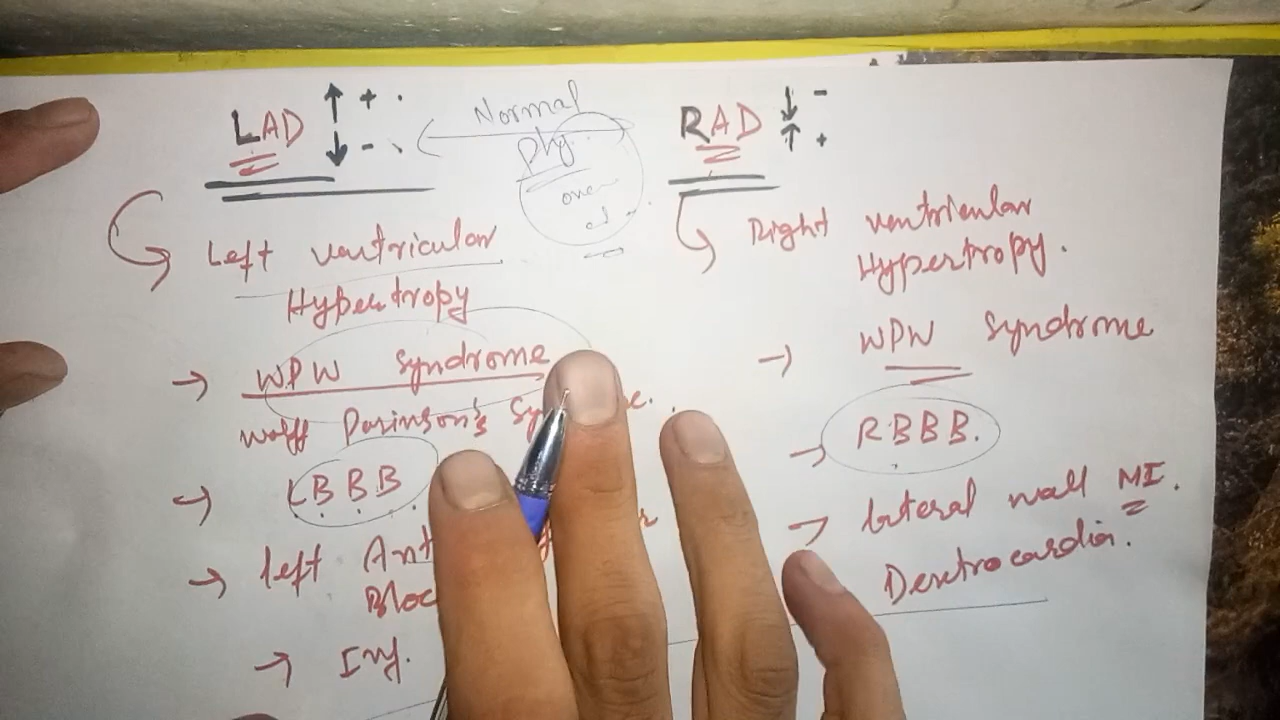 LAD ↑ + .
↓ -
Normal
phy.
RAD ↓ -
↑ +
Left ventricular
Hypertropy
→ WPW Syndrome
Wolff Parinson's
→ LBBB
→ left Ant
Bloc
→ Inf.
Right ventricular
Hypertropy.
→ WPW Syndrome
→ RBBB.
→ lateral wall MI.
Dextrocardia.